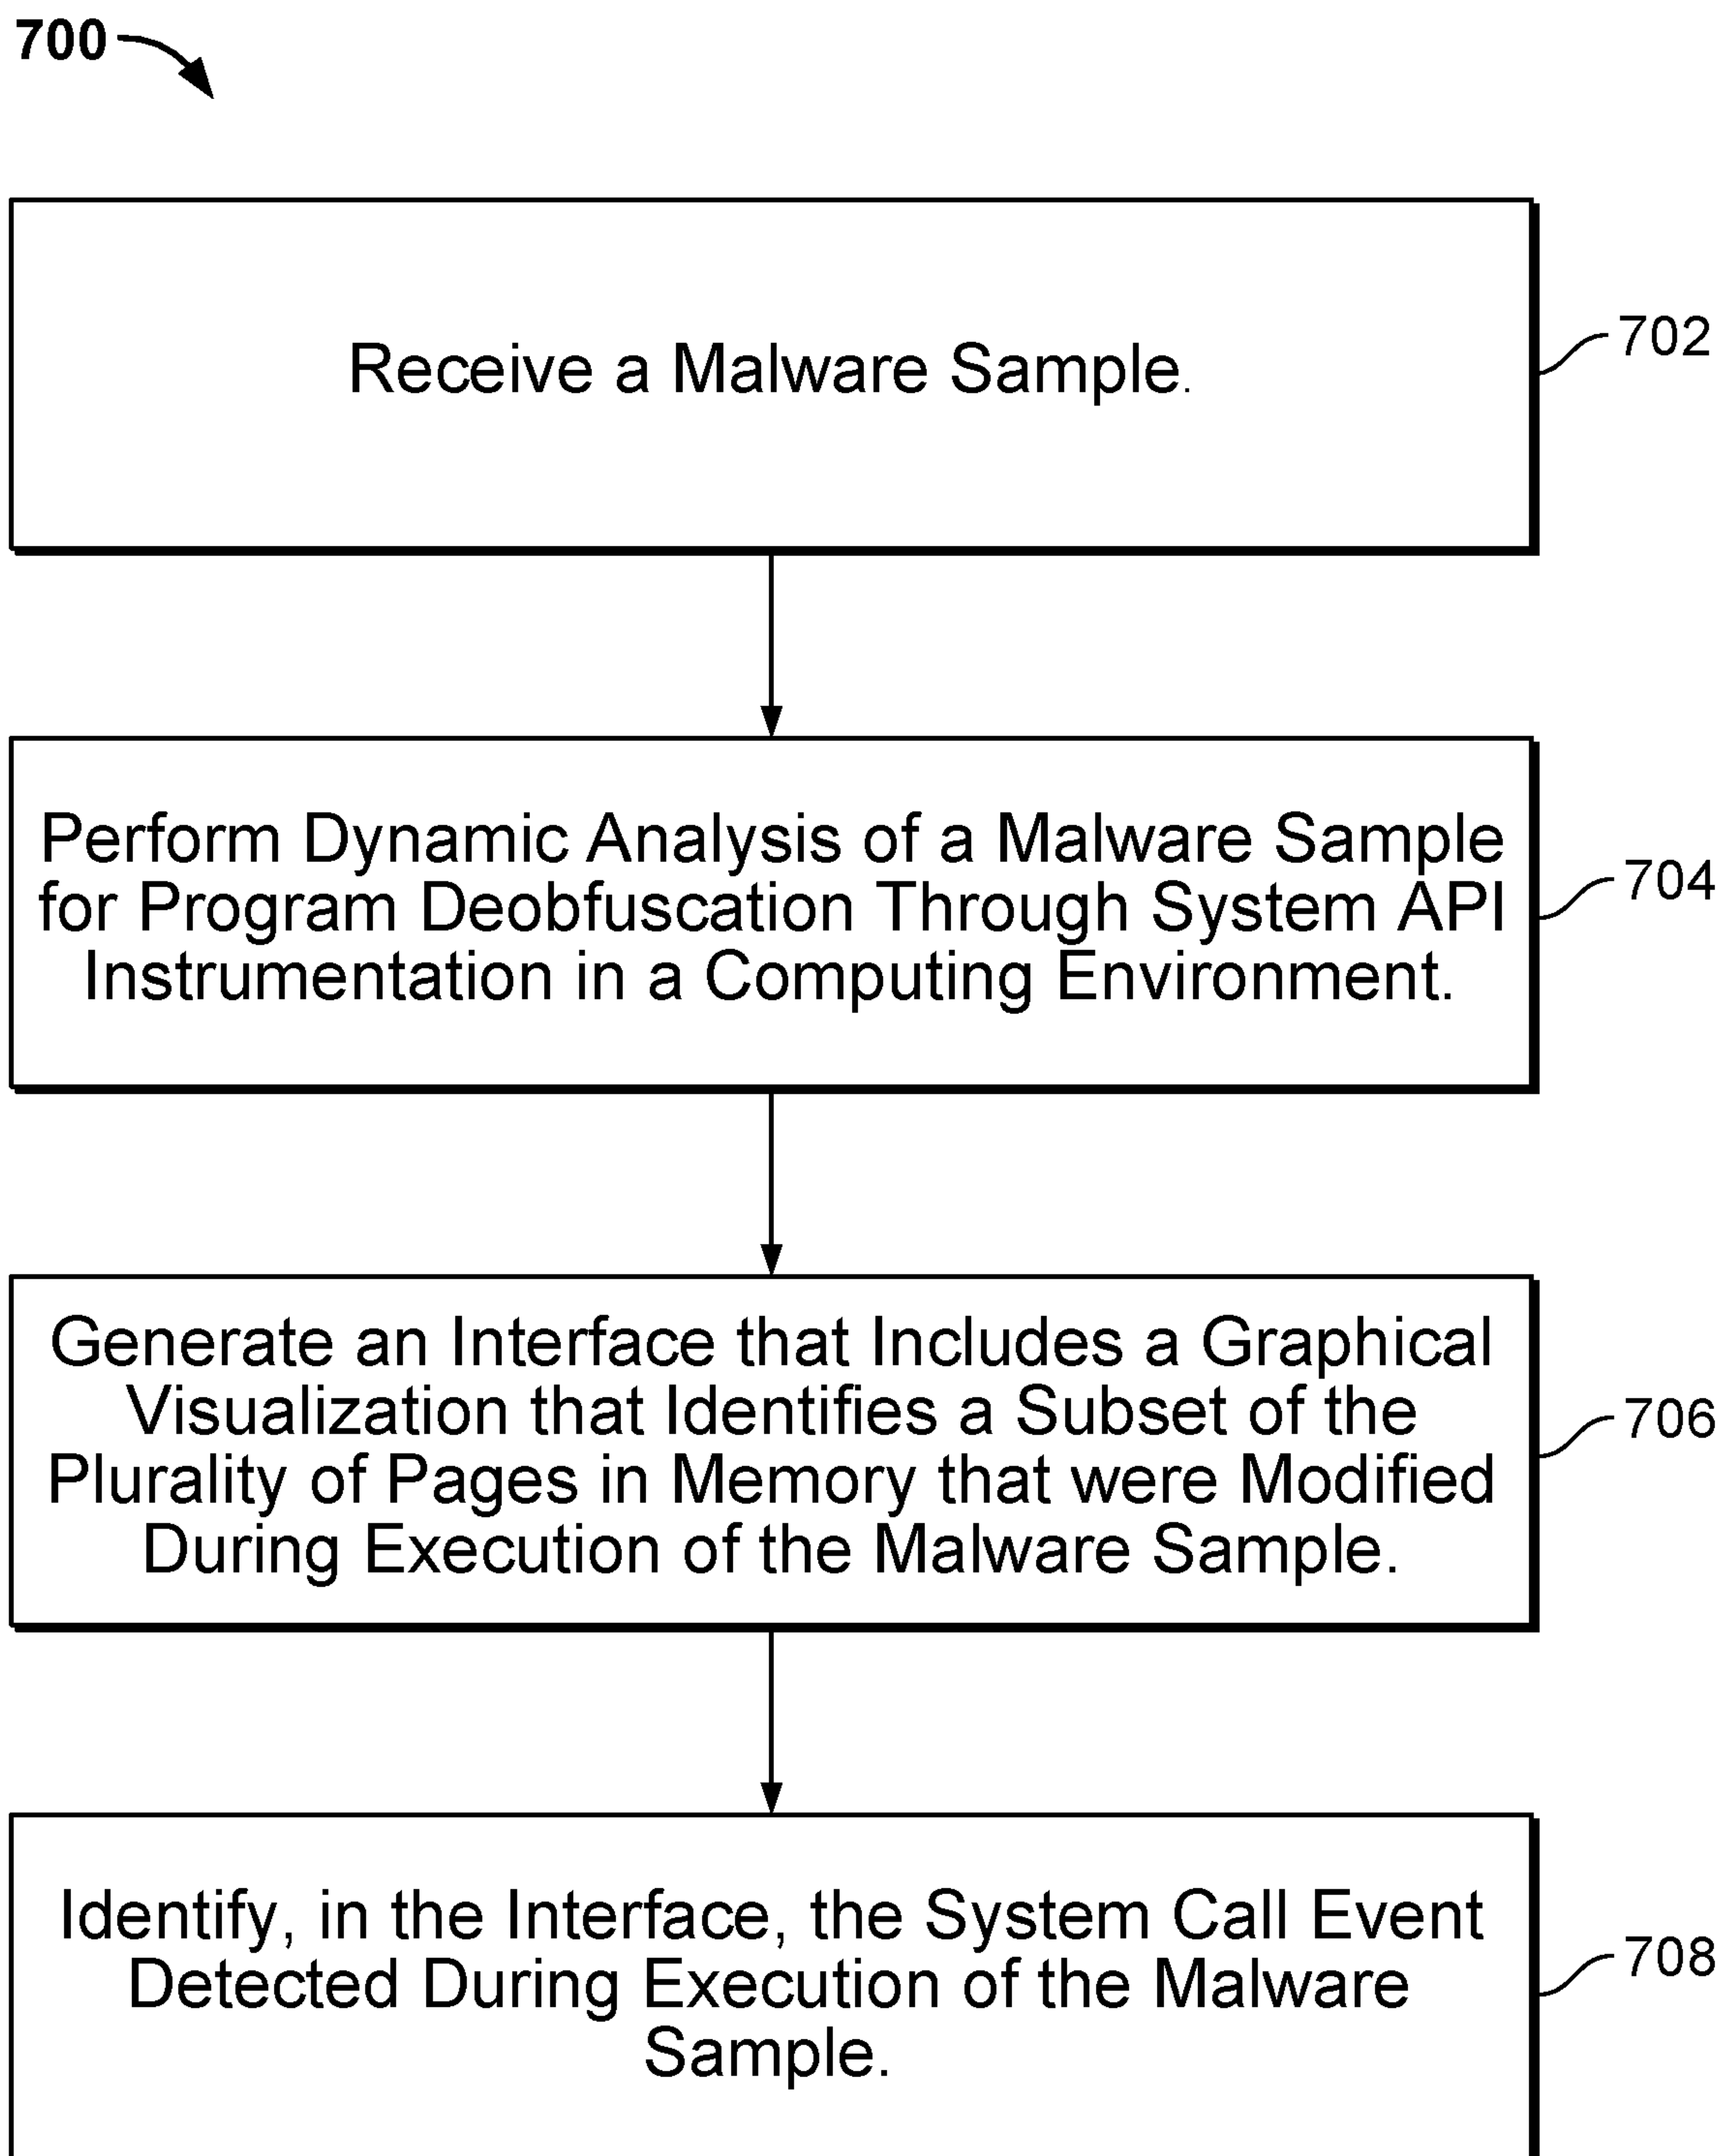 700
Receive a Malware Sample.
702
Perform Dynamic Analysis of a Malware Sample
for Program Deobfuscation Through System API
Instrumentation in a Computing Environment.
704
Generate an Interface that Includes a Graphical
Visualization that Identifies a Subset of the
Plurality of Pages in Memory that were Modified
During Execution of the Malware Sample.
706
Identify, in the Interface, the System Call Event
Detected During Execution of the Malware
Sample.
708